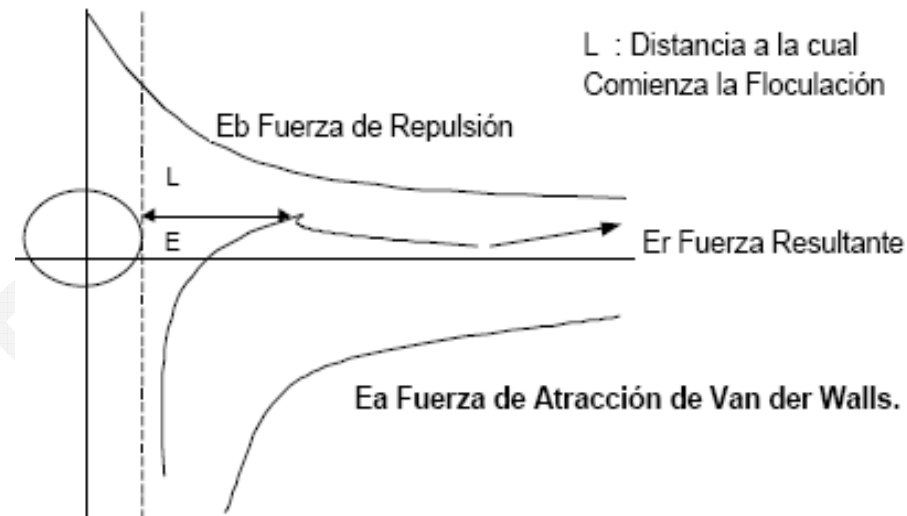 L : Distancia a la cual
Comienza la Floculación
Eb Fuerza de Repulsión
L
E
Er Fuerza Resultante
Ea Fuerza de Atracción de Van der Walls.